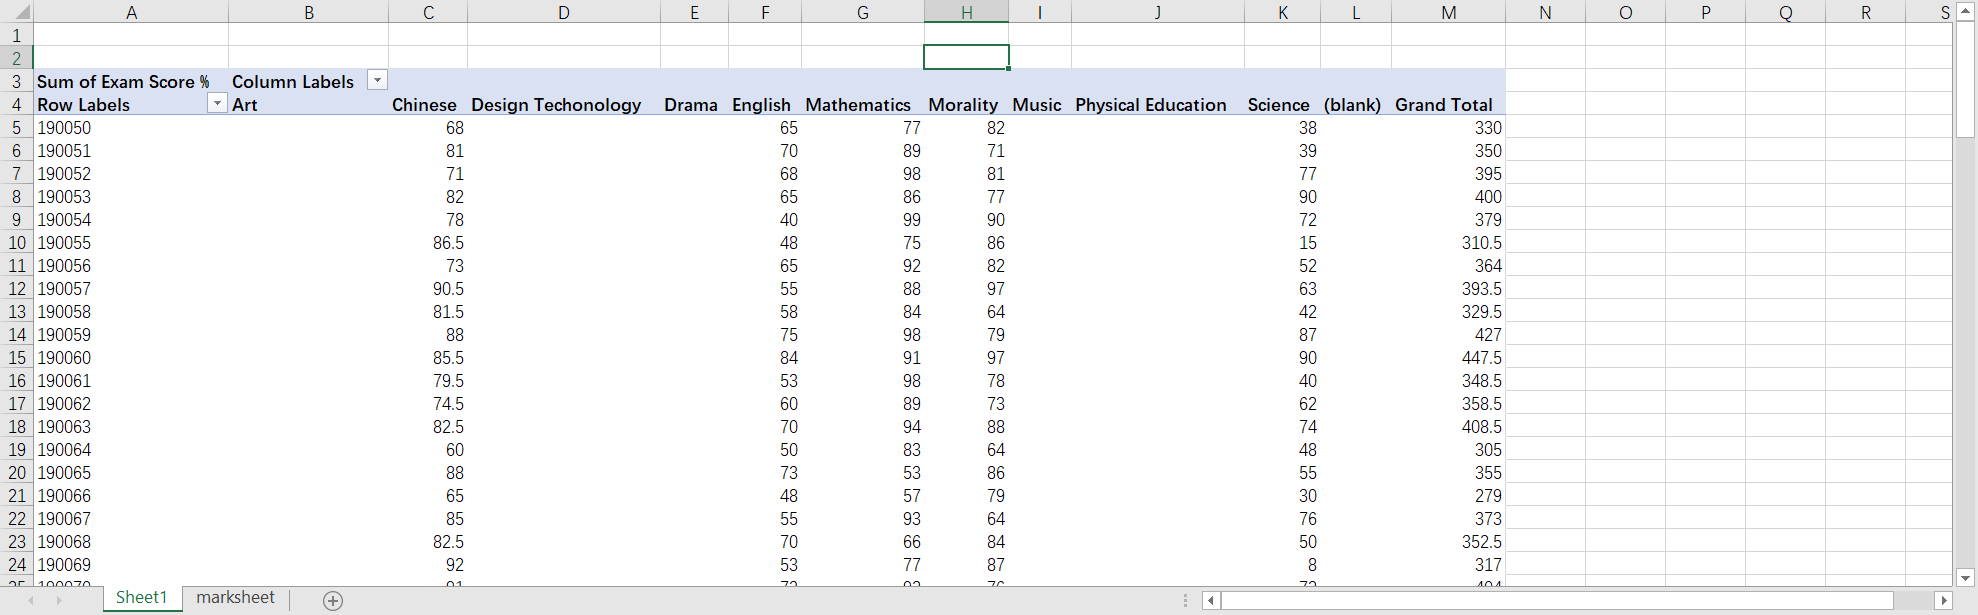 A B C D E F G H I J K L M N O P Q R S
1
2
3 Sum of Exam Score % Column Labels
4 Row Labels Art Chinese Design Techonology Drama English Mathematics Morality Music Physical Education Science (blank) Grand Total
5 190050 68 65 77 82 38 330
6 190051 81 70 89 71 39 350
7 190052 71 68 98 81 77 395
8 190053 82 65 86 77 90 400
9 190054 78 40 99 90 72 379
10 190055 86.5 48 75 86 15 310.5
11 190056 73 65 92 82 52 364
12 190057 90.5 55 88 97 63 393.5
13 190058 81.5 58 84 64 42 329.5
14 190059 88 75 98 79 87 427
15 190060 85.5 84 91 97 90 447.5
16 190061 79.5 53 98 78 40 348.5
17 190062 74.5 60 89 73 62 358.5
18 190063 82.5 70 94 88 74 408.5
19 190064 60 50 83 64 48 305
20 190065 88 73 53 86 55 355
21 190066 65 48 57 79 30 279
22 190067 85 55 93 64 76 373
23 190068 82.5 70 66 84 50 352.5
24 190069 92 53 77 87 8 317
Sheet1 marksheet